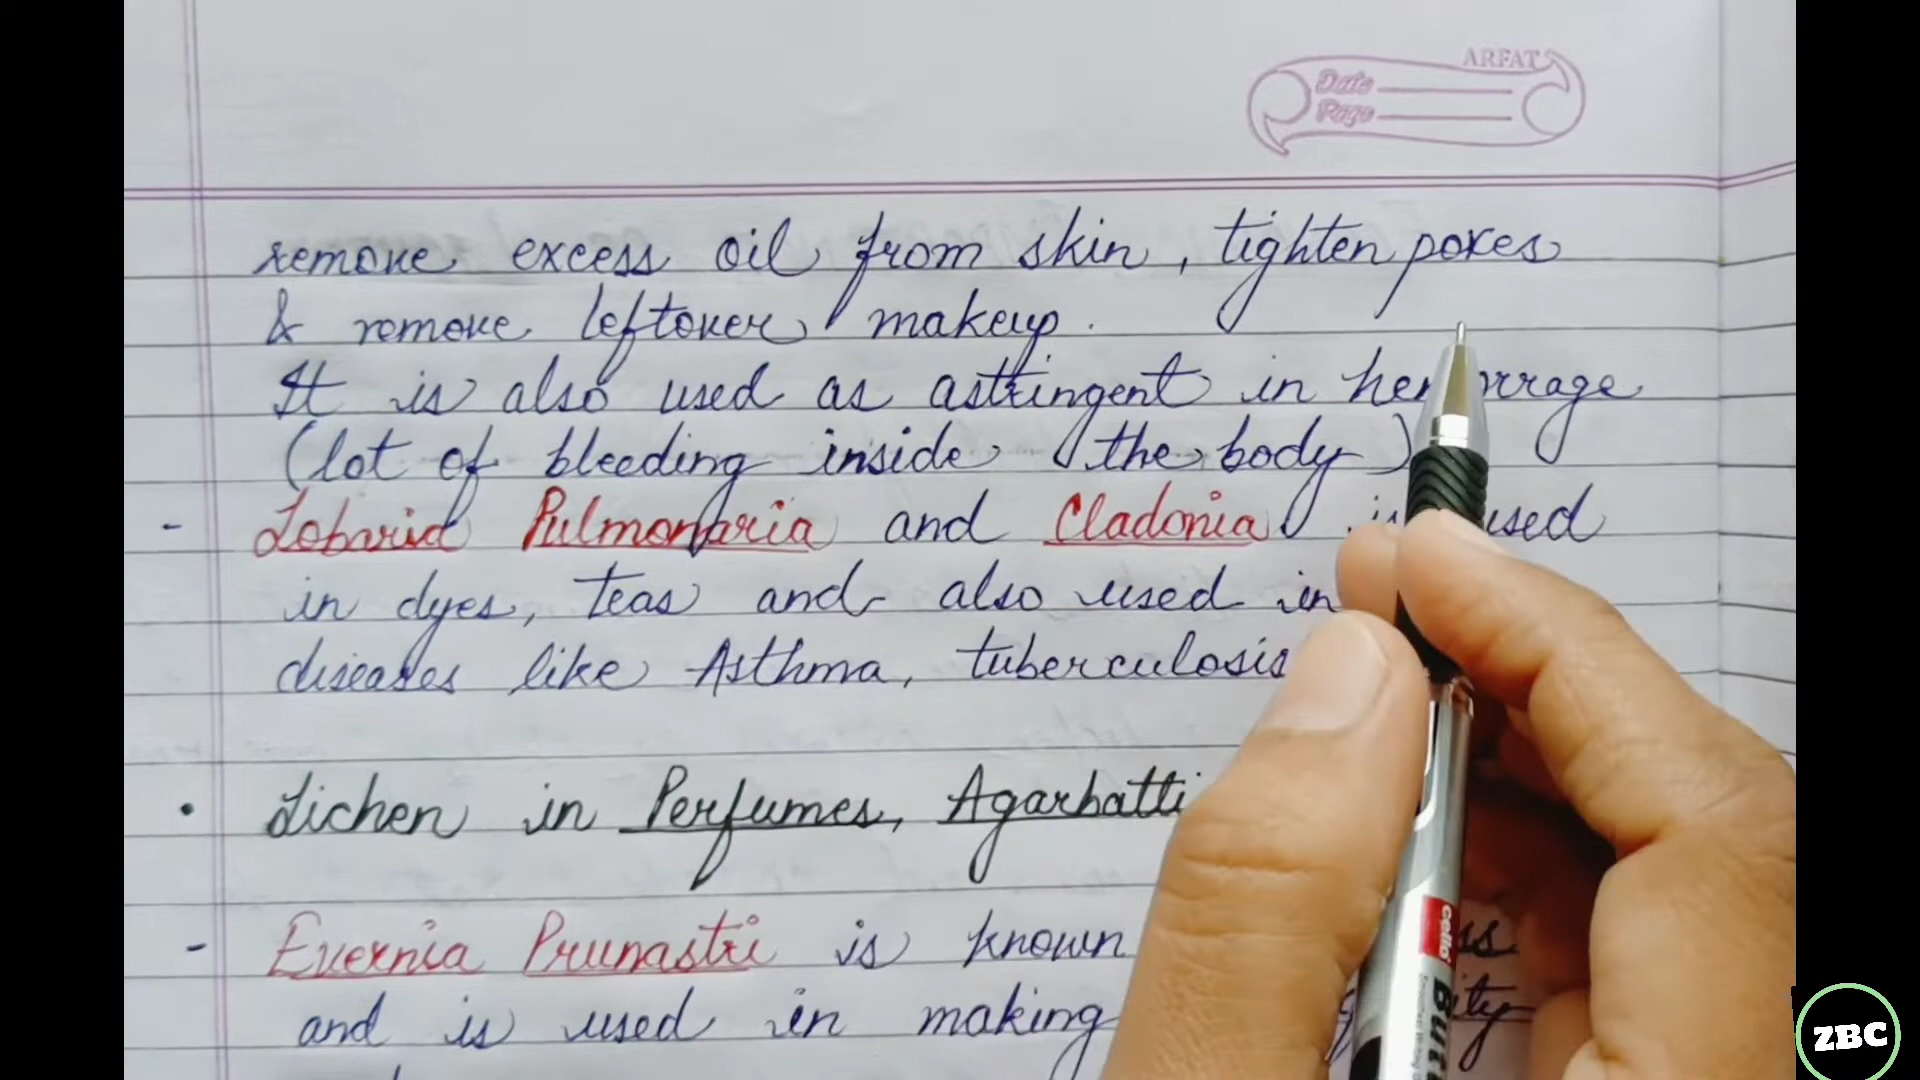 ARFAT
Date
Page
remove excess oil from skin, tighten pores
& remove leftover makeup.
It is also used as astringent in hemorrage
(lot of bleeding inside the body)
- Lobaria Pulmonaria and Cladonia is used
in dyes, teas and also used in
diseases like Asthma, tuberculosis
• Lichen in Perfumes, Agarbatti
- Evernia Prunastri is known
and is used in making
cello
ZBC